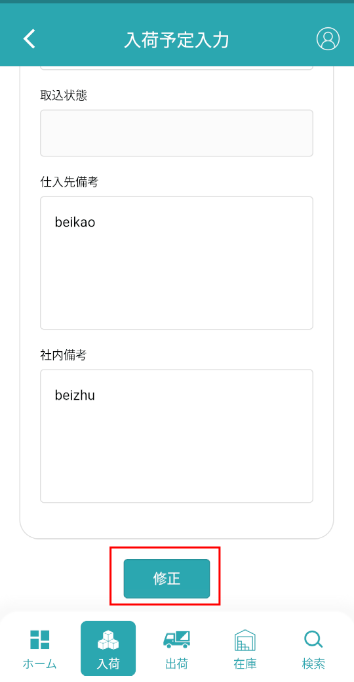 入荷予定入力
取込状態
仕入先備考
beikao
社内備考
beizhu
修正
ホーム 入荷 出荷 在庫 検索